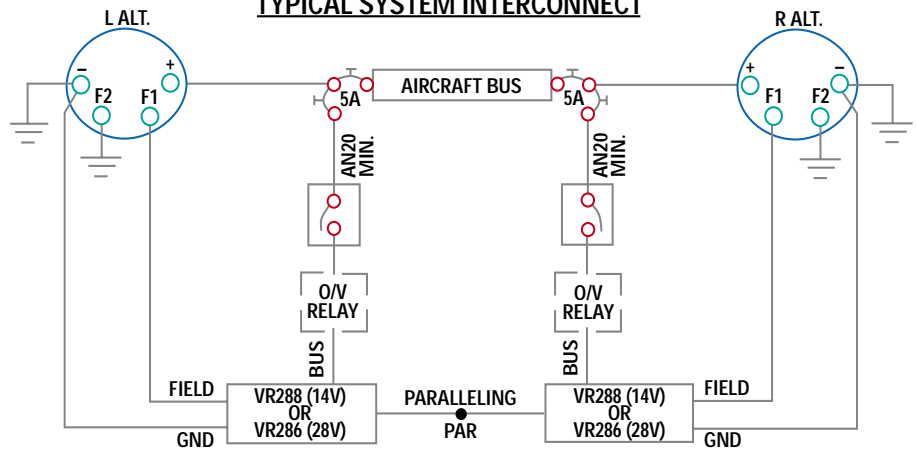 TYPICAL SYSTEM INTERCONNECT
L ALT.
R ALT.
–
+
F2
F1
5A
AIRCRAFT BUS
5A
+
–
F1
F2
AN20
MIN.
AN20
MIN.
O/V
RELAY
O/V
RELAY
BUS
BUS
FIELD
GND
VR288 (14V)
OR
VR286 (28V)
PARALLELING
PAR
VR288 (14V)
OR
VR286 (28V)
FIELD
GND